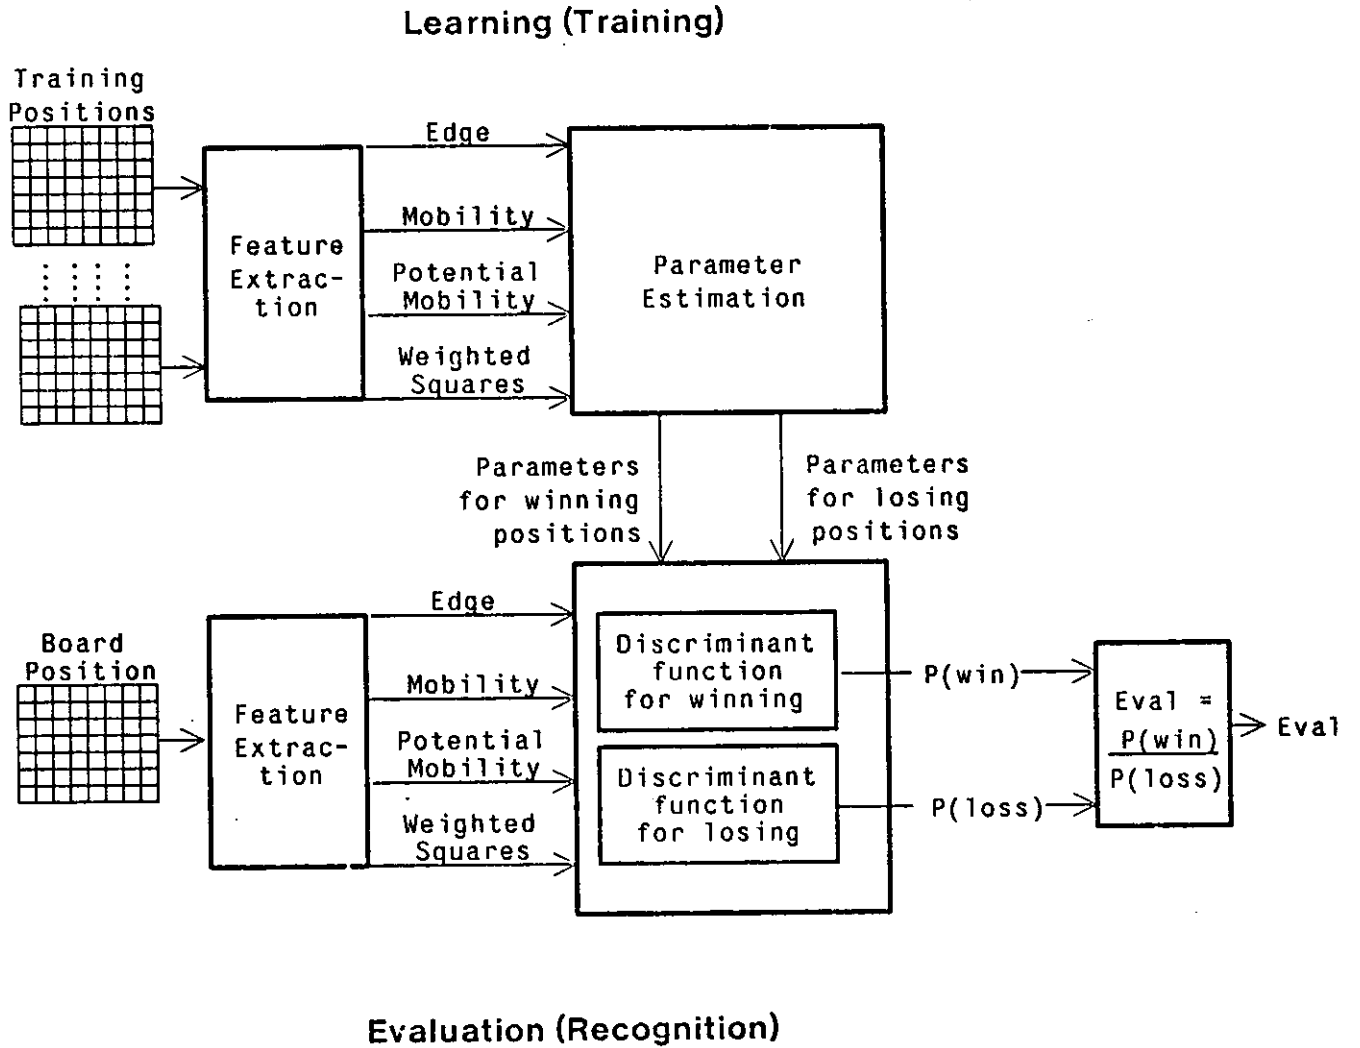 Learning (Training)
Training
Positions
Edge
Mobility
Potential
Mobility
Weighted
Squares
Feature
Extrac-
tion
Parameter
Estimation
Parameters
for winning
positions
Parameters
for losing
positions
Board
Position
Feature
Extrac-
tion
Edge
Mobility
Potential
Mobility
Weighted
Squares
Discriminant
function
for winning
Discriminant
function
for losing
P(win)
P(loss)
Eval =
P(win)
P(loss)
Eval
Evaluation (Recognition)